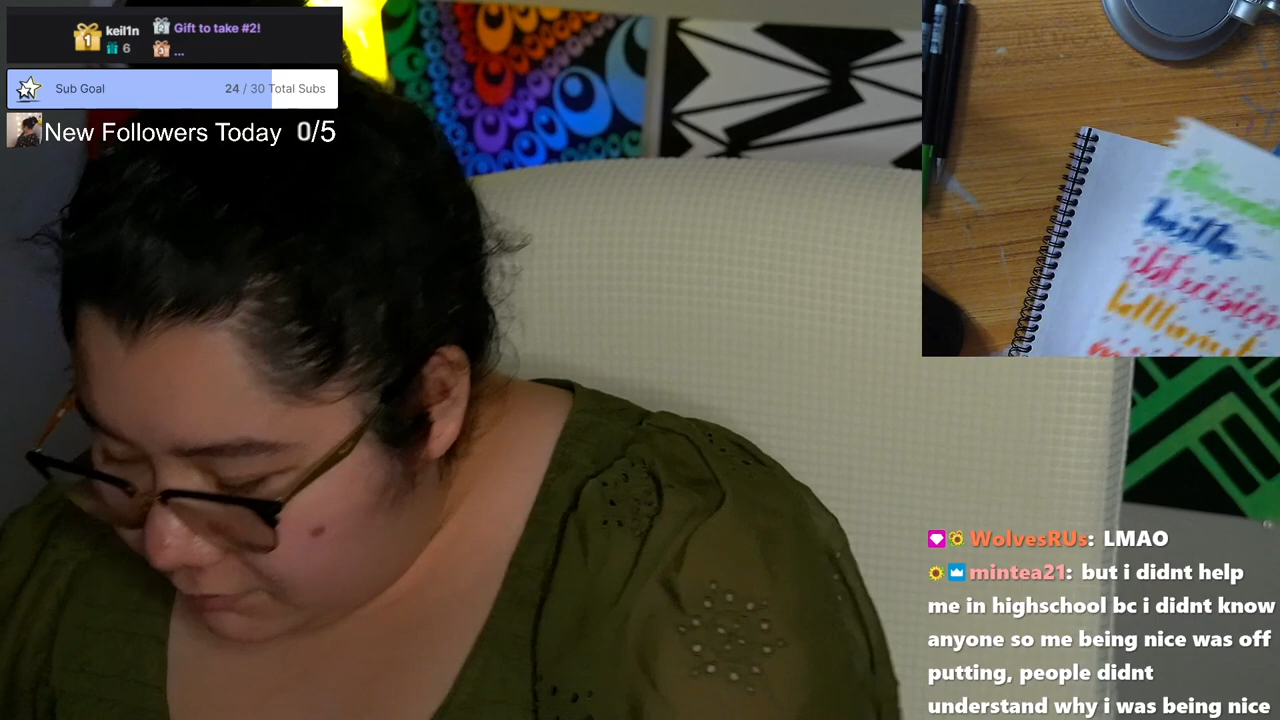 keil1n
6
Gift to take #2!
...
Sub Goal
24 / 30 Total Subs
New Followers Today 0/5
WolvesRUs: LMAO
mintea21: but i didnt help
me in highschool bc i didnt know
anyone so me being nice was off
putting, people didnt
understand why i was being nice